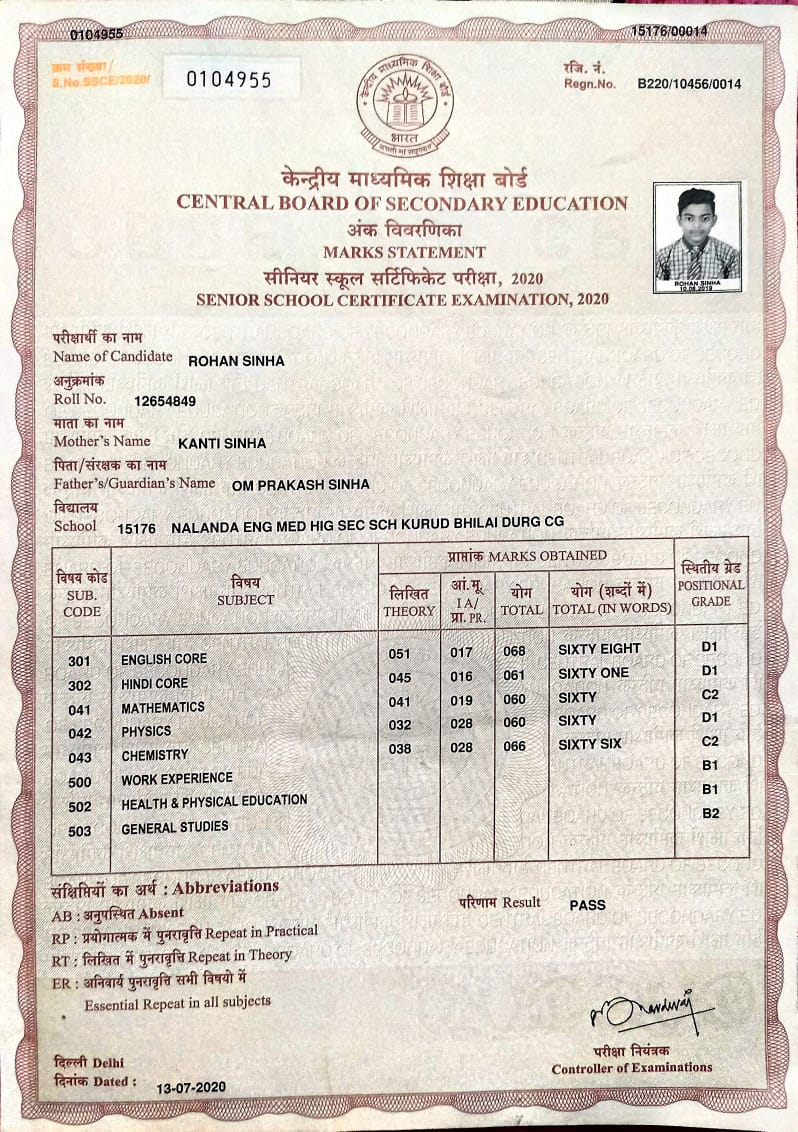 0104955
15176/00014
क्रम संख्या/
S.No.SSCE/2020/
0104955
रजि. नं.
Regn.No. B220/10456/0014
केन्द्रीय माध्यमिक शिक्षा बोर्ड
भारत
असतो मा सद्गमय
केन्द्रीय माध्यमिक शिक्षा बोर्ड
CENTRAL BOARD OF SECONDARY EDUCATION
अंक विवरणिका
MARKS STATEMENT
सीनियर स्कूल सर्टिफिकेट परीक्षा, 2020
SENIOR SCHOOL CERTIFICATE EXAMINATION, 2020
ROHAN SINHA
10.08.2019
परीक्षार्थी का नाम
Name of Candidate ROHAN SINHA
अनुक्रमांक
Roll No. 12654849
माता का नाम
Mother's Name KANTI SINHA
पिता/संरक्षक का नाम
Father's/Guardian's Name OM PRAKASH SINHA
विद्यालय
School 15176 NALANDA ENG MED HIG SEC SCH KURUD BHILAI DURG CG
विषय कोड
SUB.
CODE
विषय
SUBJECT
प्राप्तांक MARKS OBTAINED
लिखित
THEORY
आं.मू.
I A/
प्रा. PR.
योग
TOTAL
योग (शब्दों में)
TOTAL (IN WORDS)
स्थितीय ग्रेड
POSITIONAL
GRADE
301 ENGLISH CORE 051 017 068 SIXTY EIGHT D1
302 HINDI CORE 045 016 061 SIXTY ONE D1
041 MATHEMATICS 041 019 060 SIXTY C2
042 PHYSICS 032 028 060 SIXTY D1
043 CHEMISTRY 038 028 066 SIXTY SIX C2
500 WORK EXPERIENCE B1
502 HEALTH & PHYSICAL EDUCATION B1
503 GENERAL STUDIES B2
संक्षिप्तियों का अर्थ : Abbreviations
AB : अनुपस्थित Absent
RP : प्रयोगात्मक में पुनरावृत्ति Repeat in Practical
RT : लिखित में पुनरावृत्ति Repeat in Theory
ER : अनिवार्य पुनरावृत्ति सभी विषयो में
Essential Repeat in all subjects
परिणाम Result PASS
परीक्षा नियंत्रक
Controller of Examinations
दिल्ली Delhi
दिनांक Dated : 13-07-2020